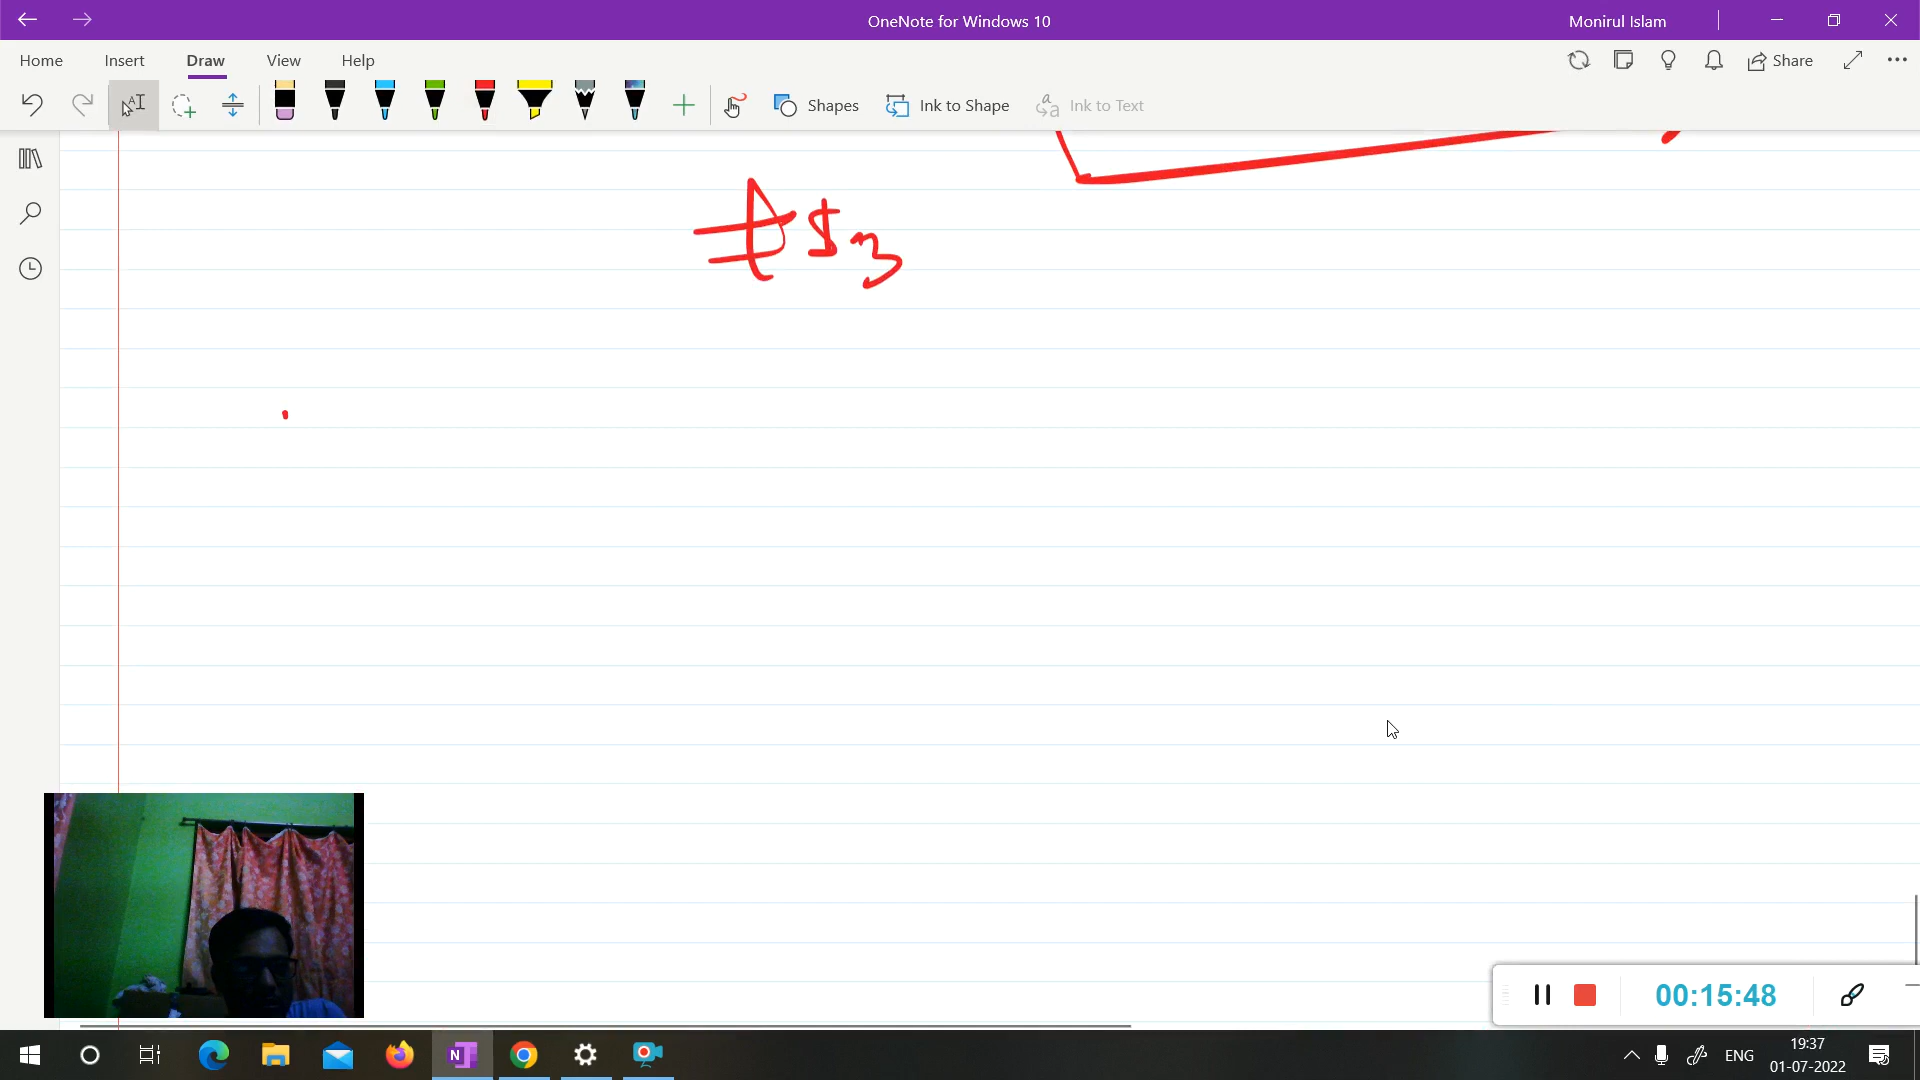 OneNote for Windows 10
Monirul Islam
Home Insert Draw View Help
Share
Shapes Ink to Shape Ink to Text
00:15:48
ENG
19:37
01-07-2022